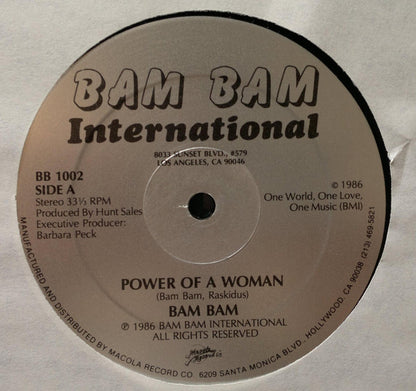 BAM BAM
International
8033 SUNSET BLVD., #579
LOS ANGELES, CA 90046
BB 1002
SIDE A
Stereo 33⅓ RPM
Produced By Hunt Sales
Executive Producer:
Barbara Peck
© 1986
One World, One Love,
One Music (BMI)
POWER OF A WOMAN
(Bam Bam, Raskidus)
BAM BAM
℗ 1986 BAM BAM INTERNATIONAL
ALL RIGHTS RESERVED
Macola
Record Co.
MANUFACTURED AND DISTRIBUTED BY MACOLA RECORD CO 6209 SANTA MONICA BLVD., HOLLYWOOD, CA 90038 (213) 469-5821